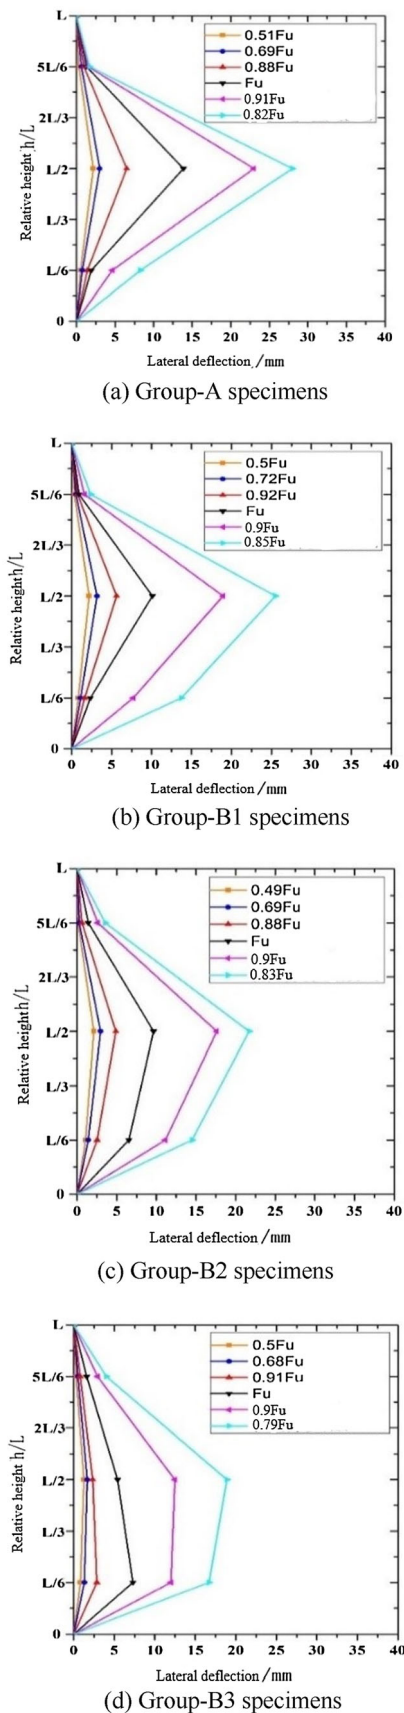 L
5L/6
2L/3
L/2
L/3
L/6
0
Relative height h/L
0.51Fu
0.69Fu
0.88Fu
Fu
0.91Fu
0.82Fu
0 5 10 15 20 25 30 35 40
Lateral deflection /mm
(a) Group-A specimens
L
5L/6
2L/3
L/2
L/3
L/6
0
Relative height h/L
0.5Fu
0.72Fu
0.92Fu
Fu
0.9Fu
0.85Fu
0 5 10 15 20 25 30 35 40
Lateral deflection /mm
(b) Group-B1 specimens
L
5L/6
2L/3
L/2
L/3
L/6
0
Relative height h/L
0.49Fu
0.69Fu
0.88Fu
Fu
0.9Fu
0.83Fu
0 5 10 15 20 25 30 35 40
Lateral deflection /mm
(c) Group-B2 specimens
L
5L/6
2L/3
L/2
L/3
L/6
0
Relative height h/L
0.5Fu
0.68Fu
0.91Fu
Fu
0.9Fu
0.79Fu
0 5 10 15 20 25 30 35 40
Lateral deflection /mm
(d) Group-B3 specimens